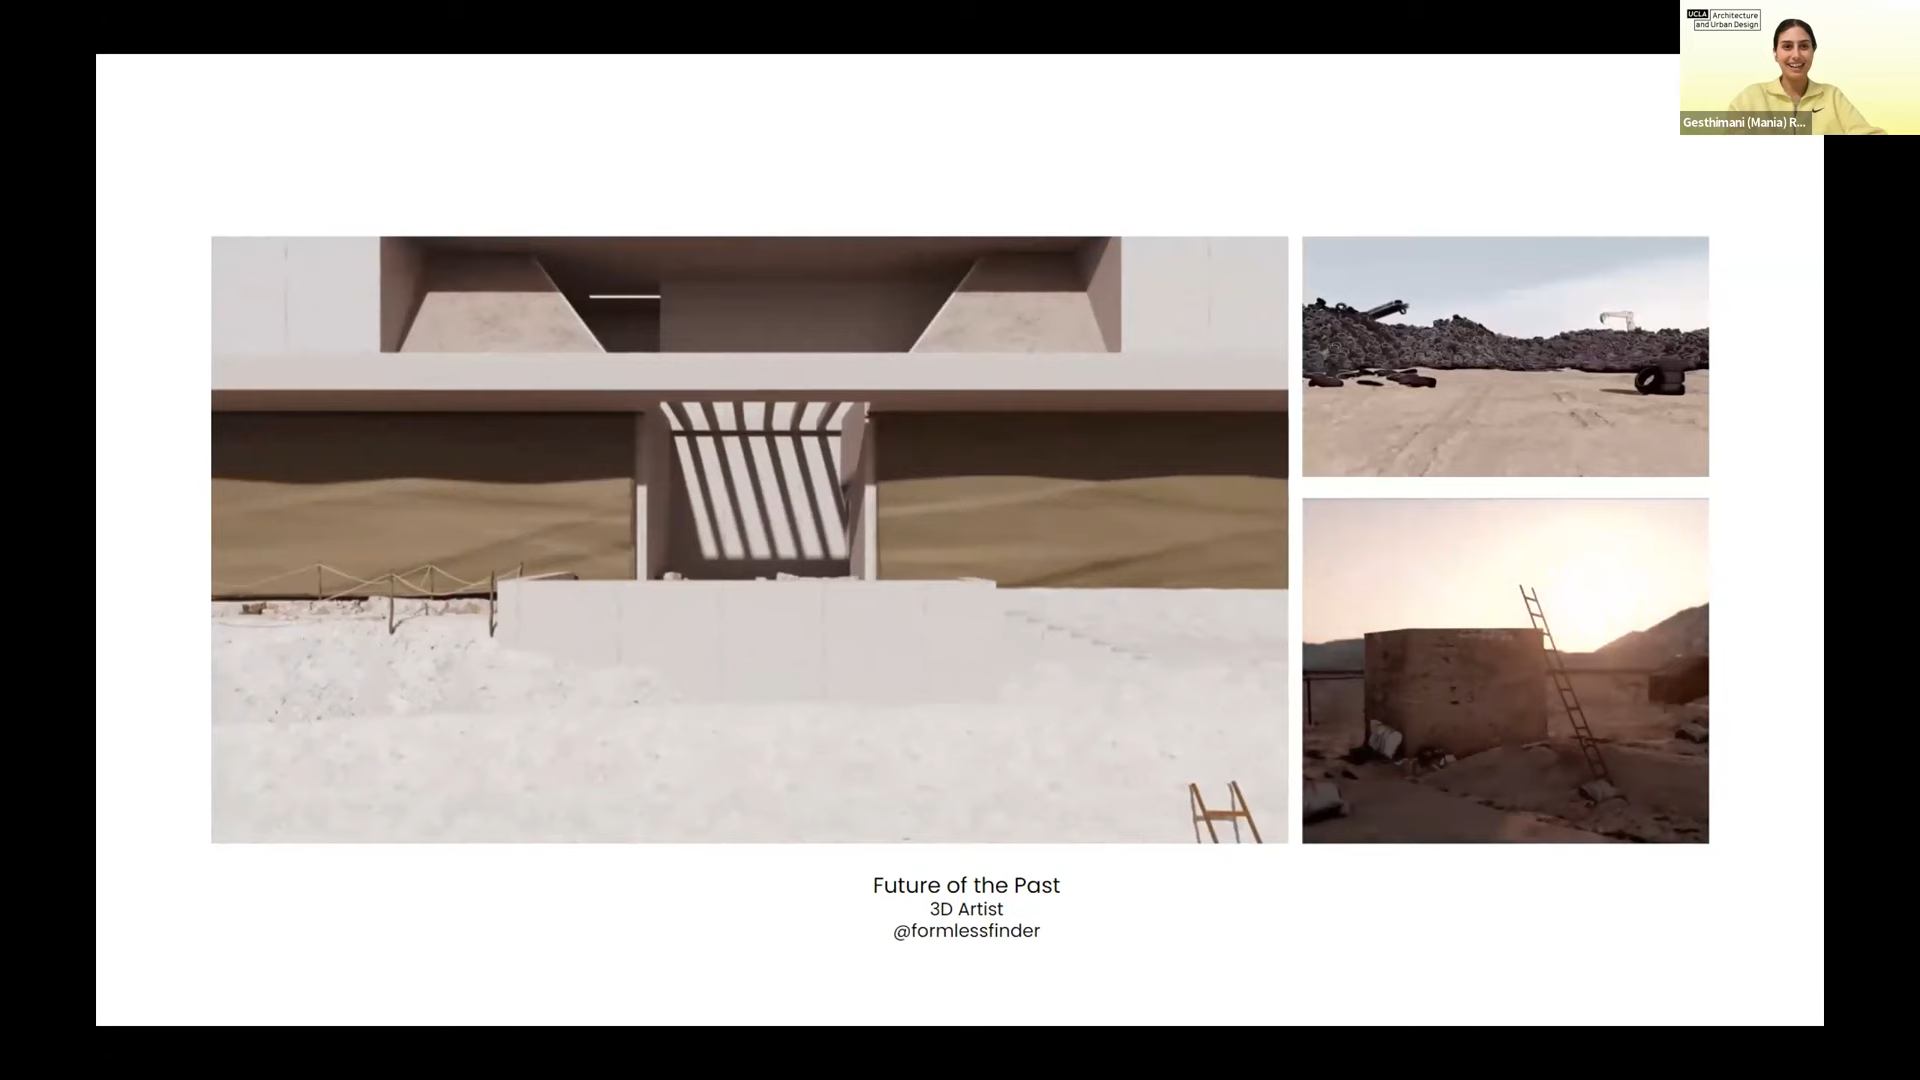 UCLA Architecture
and Urban Design
Gesthimani (Mania) R...
Future of the Past
3D Artist
@formlessfinder